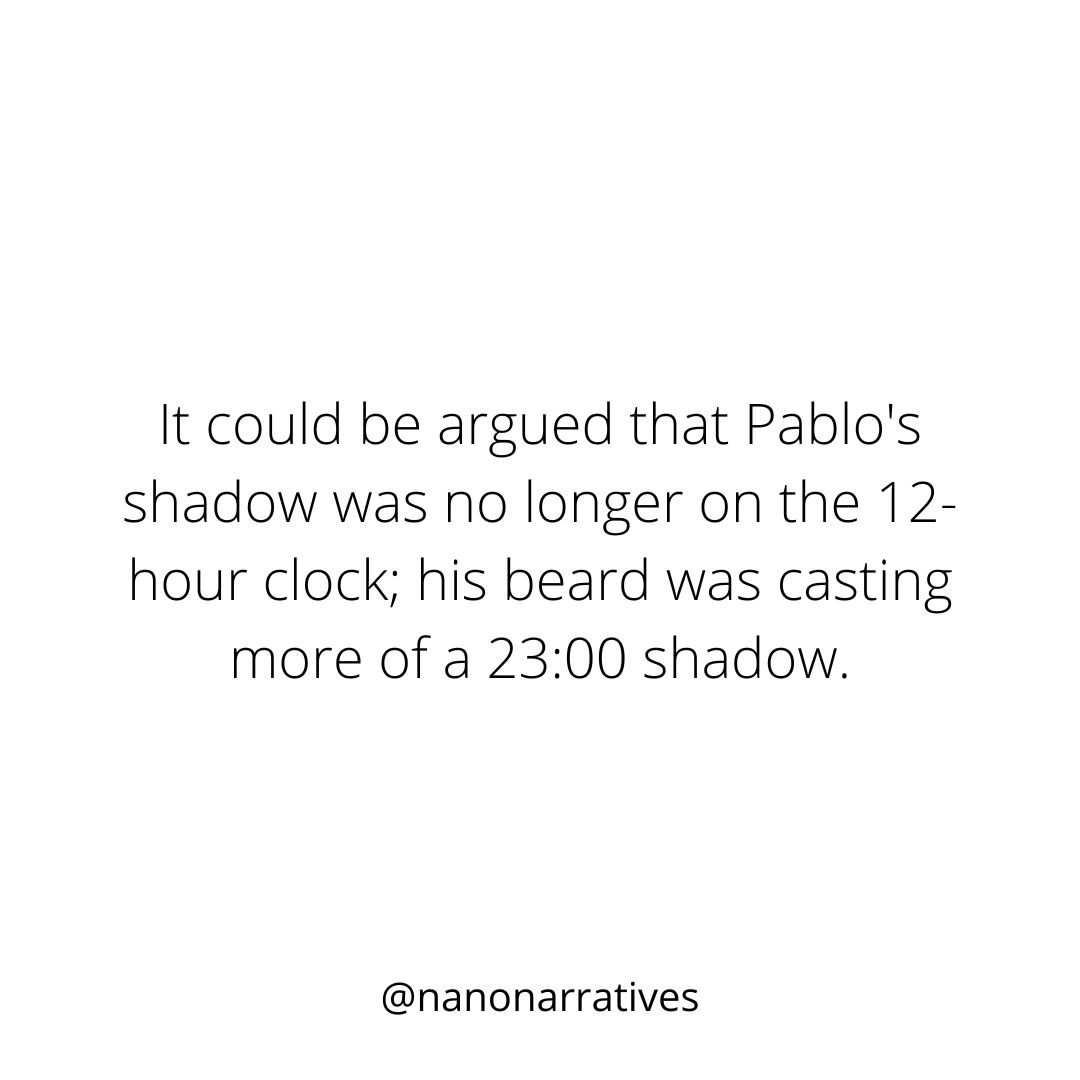 It could be argued that Pablo's
shadow was no longer on the 12-
hour clock; his beard was casting
more of a 23:00 shadow.
@nanonarratives